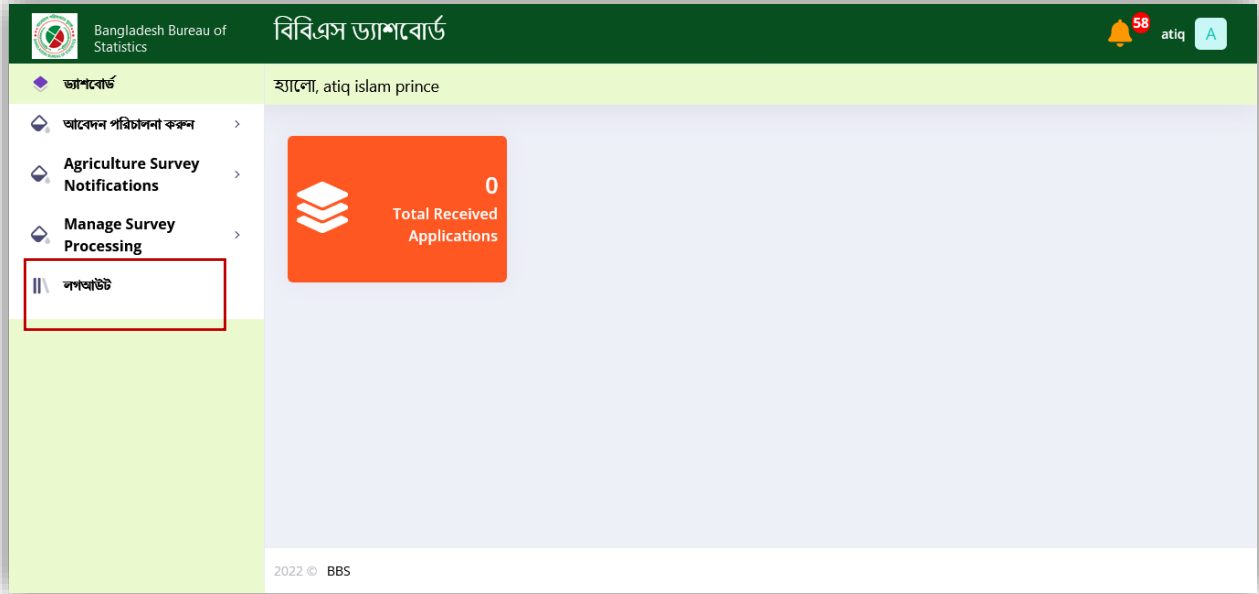 Bangladesh Bureau of
Statistics
বিবিএস ড্যাশবোর্ড
58
atiq
A
ড্যাশবোর্ড
হ্যালো, atiq islam prince
আবেদন পরিচালনা করুন
Agriculture Survey
Notifications
Manage Survey
Processing
লগআউট
0
Total Received
Applications
2022 © BBS